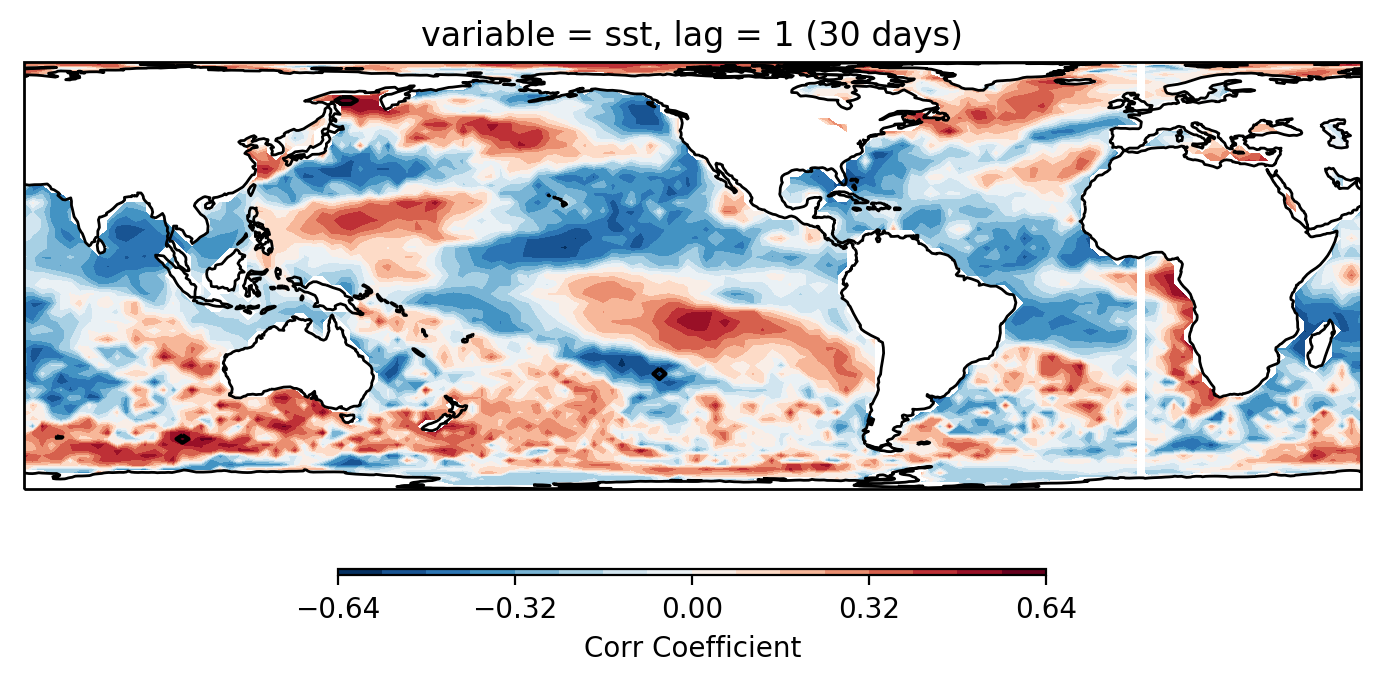 variable = sst, lag = 1 (30 days)
−0.64 −0.32 0.00 0.32 0.64
Corr Coefficient